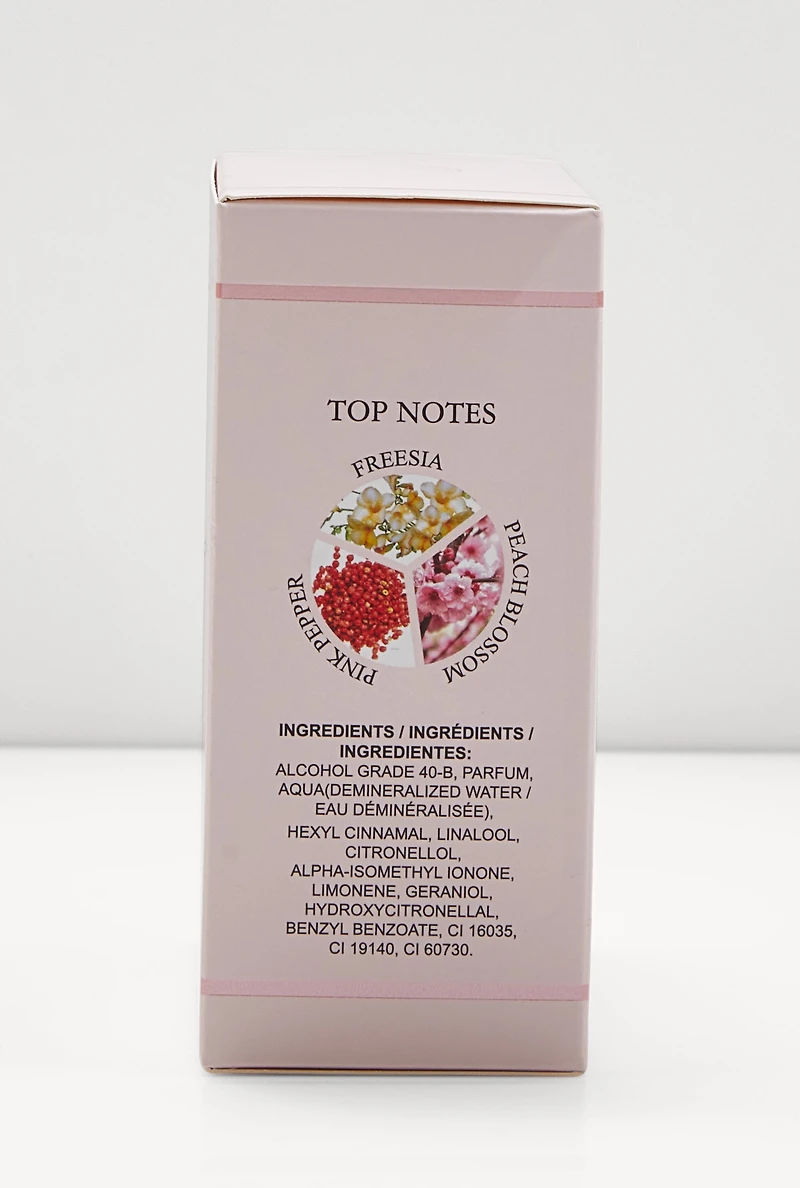 TOP NOTES
FREESIA
PEACH BLOSSOM
PINK PEPPER
INGREDIENTS / INGRÉDIENTS /
INGREDIENTES:
ALCOHOL GRADE 40-B, PARFUM,
AQUA(DEMINERALIZED WATER /
EAU DÉMINÉRALISÉE),
HEXYL CINNAMAL, LINALOOL,
CITRONELLOL,
ALPHA-ISOMETHYL IONONE,
LIMONENE, GERANIOL,
HYDROXYCITRONELLAL,
BENZYL BENZOATE, CI 16035,
CI 19140, CI 60730.